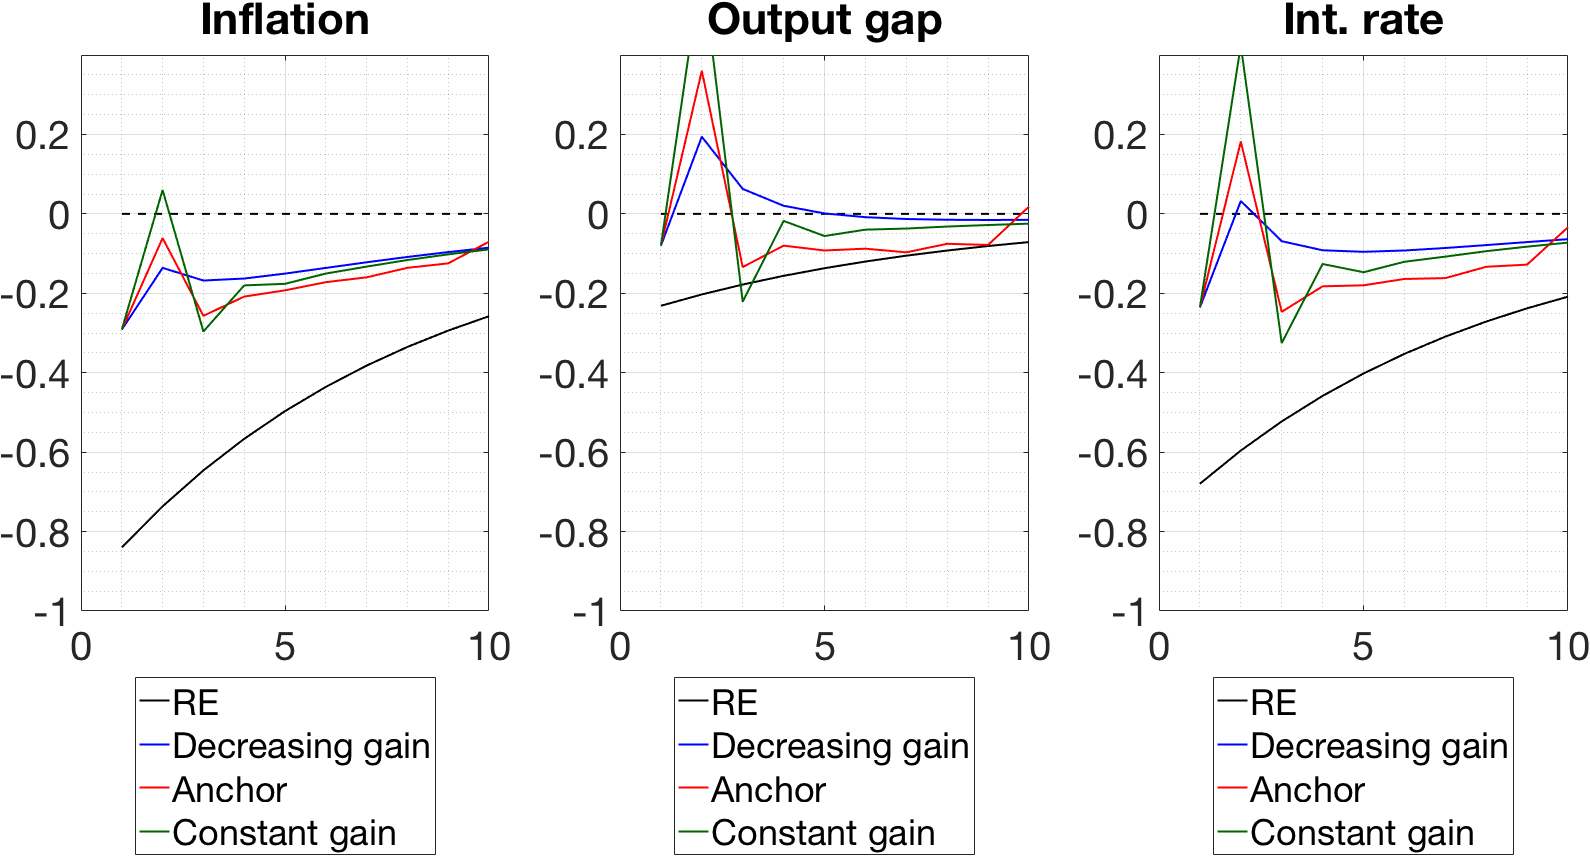 Inflation
0.2
0
-0.2
-0.4
-0.6
-0.8
-1
0 5 10
RE
Decreasing gain
Anchor
Constant gain
Output gap
0.2
0
-0.2
-0.4
-0.6
-0.8
-1
0 5 10
RE
Decreasing gain
Anchor
Constant gain
Int. rate
0.2
0
-0.2
-0.4
-0.6
-0.8
-1
0 5 10
RE
Decreasing gain
Anchor
Constant gain